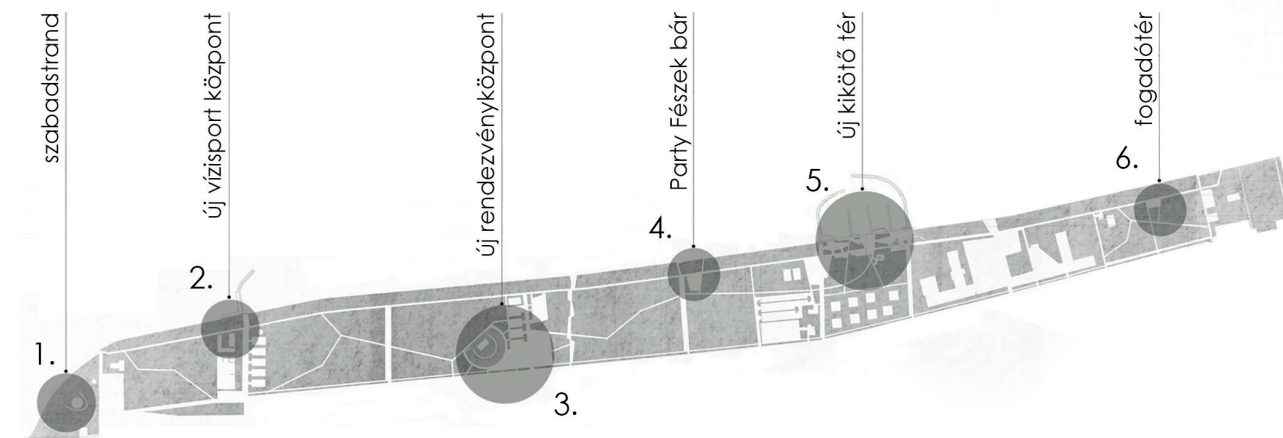 szabadstrand
1.
új vízisport központ
2.
új rendezvényközpont
3.
Party Fészek bár
4.
új kikötő tér
5.
fogadótér
6.